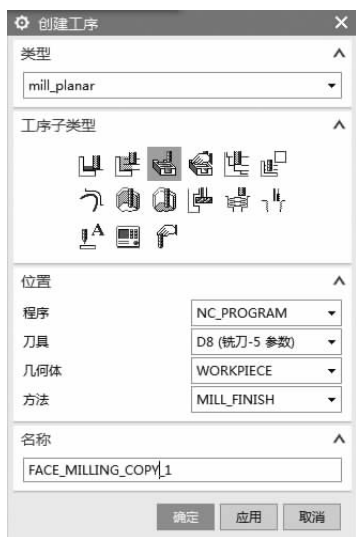 创建工序
类型
mill_planar
工序子类型
A
位置
程序 NC_PROGRAM
刀具 D8 (铣刀-5 参数)
几何体 WORKPIECE
方法 MILL_FINISH
名称
FACE_MILLING_COPY_1
确定 应用 取消